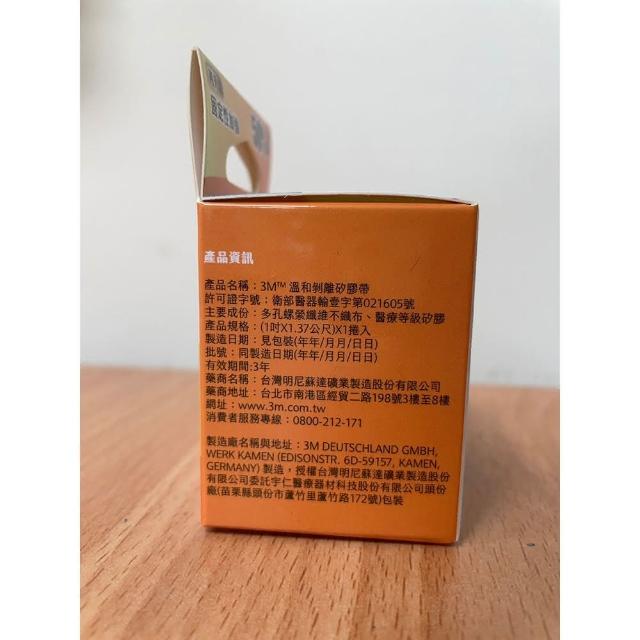 固定型膠帶
產品資訊
產品名稱：3M™ 溫和剝離矽膠帶
許可證字號：衛部醫器輸壹字第021605號
主要成份：多孔螺縈纖維不織布、醫療等級矽膠
產品規格：(1吋X1.37公尺)X1捲入
製造日期：見包裝(年年/月月/日日)
批號：同製造日期(年年/月月/日日)
有效期間:3年
藥商名稱：台灣明尼蘇達礦業製造股份有限公司
藥商地址：台北市南港區經貿二路198號3樓至8樓
網址：www.3m.com.tw
消費者服務專線：0800-212-171
製造廠名稱與地址：3M DEUTSCHLAND GMBH,
WERK KAMEN (EDISONSTR. 6D-59157, KAMEN,
GERMANY) 製造，授權台灣明尼蘇達礦業製造股份
有限公司委託宇仁醫療器材科技股份有限公司頭份
廠(苗栗縣頭份市蘆竹里蘆竹路172號)包裝